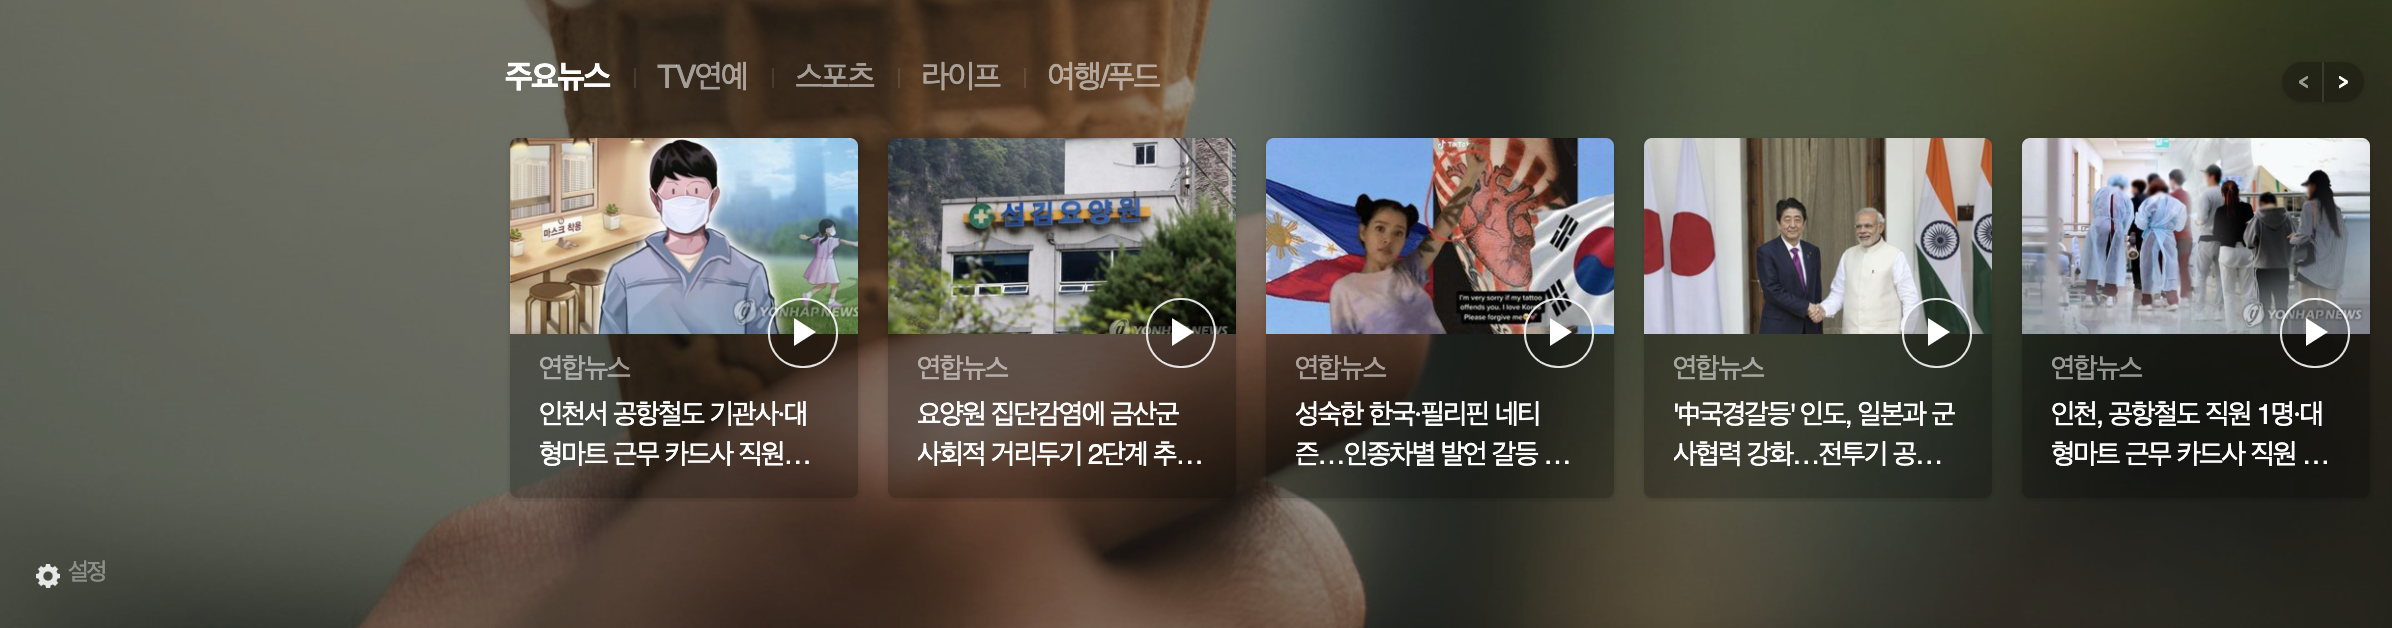 주요뉴스 TV연예 스포츠 라이프 여행/푸드
< >
마스크 착용
YONHAPNEWS
연합뉴스
인천서 공항철도 기관사·대
형마트 근무 카드사 직원...
섬김요양원
YONHAPNEWS
연합뉴스
요양원 집단감염에 금산군
사회적 거리두기 2단계 추...
TikTok
I'm very sorry if my tattoo
offends you. I love Korea
Please forgive me
연합뉴스
성숙한 한국·필리핀 네티
즌...인종차별 발언 갈등 ...
연합뉴스
'中국경갈등' 인도, 일본과 군
사협력 강화...전투기 공...
YONHAPNEWS
연합뉴스
인천, 공항철도 직원 1명·대
형마트 근무 카드사 직원 ...
설정